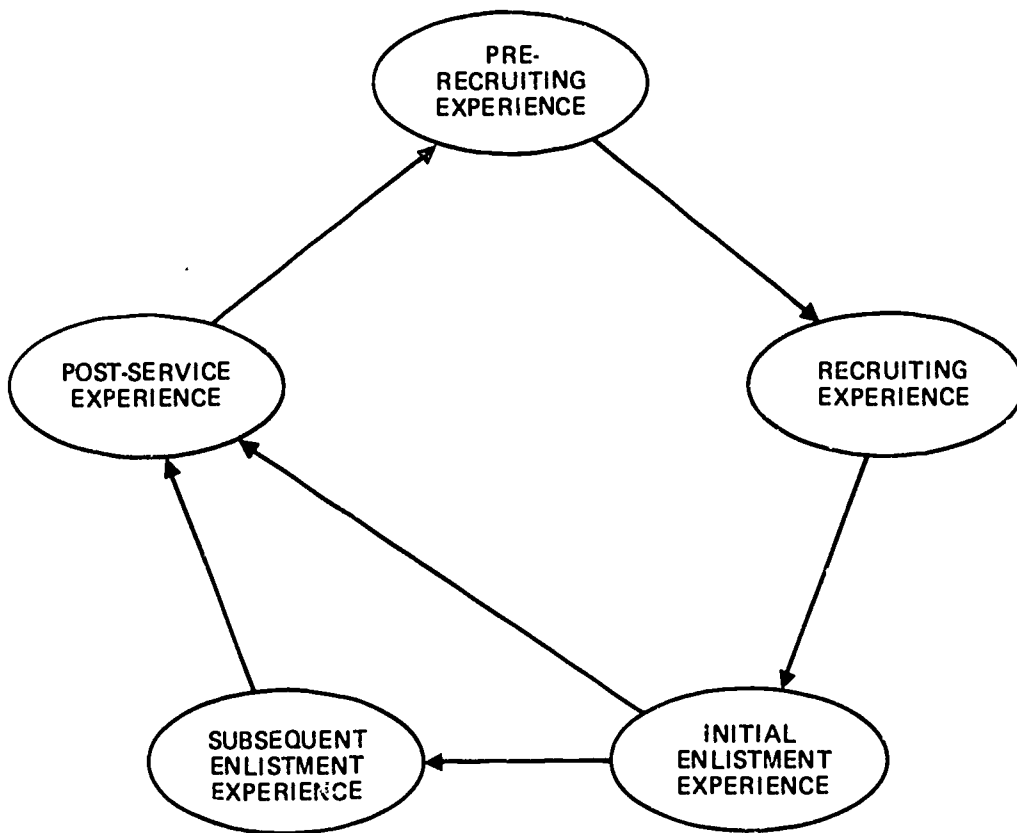 PRE-
RECRUITING
EXPERIENCE
POST-SERVICE
EXPERIENCE
RECRUITING
EXPERIENCE
SUBSEQUENT
ENLISTMENT
EXPERIENCE
INITIAL
ENLISTMENT
EXPERIENCE